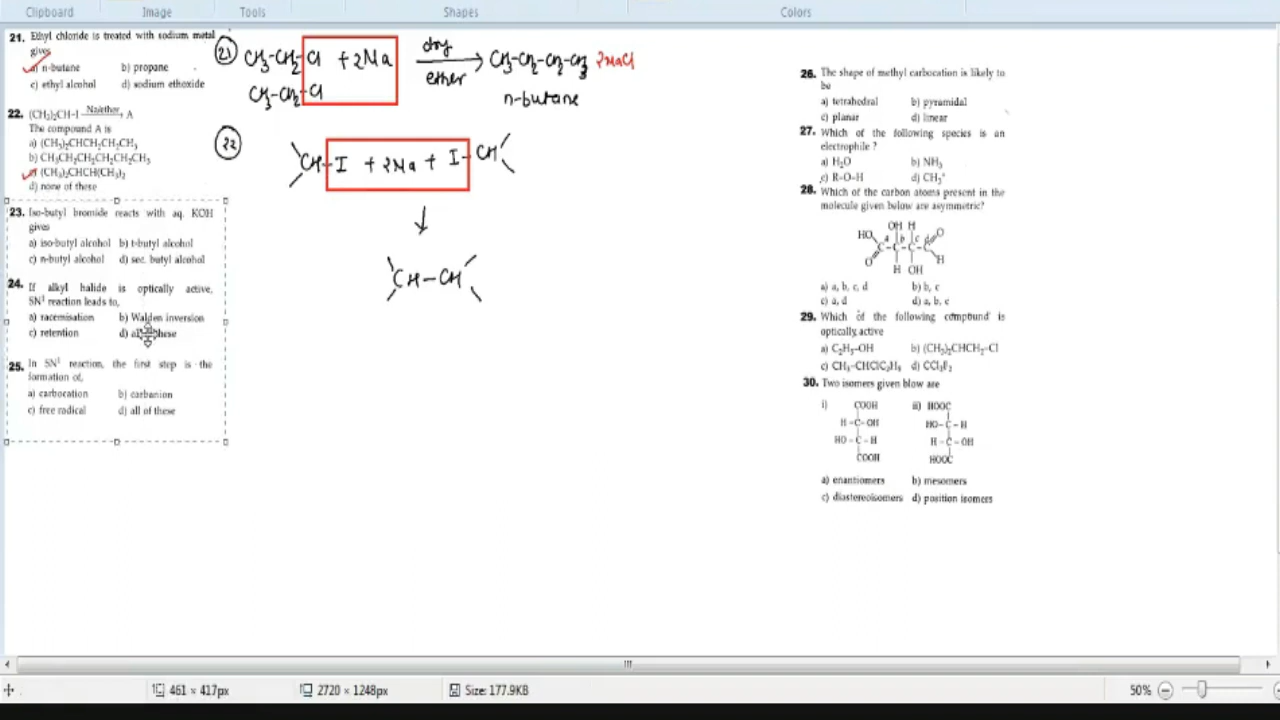 Clipboard
Image
Tools
Shapes
Colors
21. Ethyl chloride is treated with sodium metal
gives
a) n-butane b) propane
c) ethyl alcohol d) sodium ethoxide
22. (CH₃)₂CH-I Na/ether A
The compound A is
a) (CH₃)₂CHCH₂CH₂CH₃
b) CH₃CH₂CH₂CH₂CH₂CH₃
(CH₃)₂CHCH(CH₃)₂
d) none of these
23. Iso-butyl bromide reacts with aq. KOH
gives
a) iso-butyl alcohol b) t-butyl alcohol
c) n-butyl alcohol d) sec. butyl alcohol
24. If alkyl halide is optically active,
SN¹ reaction leads to,
a) racemisation b) Walden inversion
c) retention d) all these
25. In SN¹ reaction, the first step is the
formation of,
a) carbocation b) carbanion
c) free radical d) all of these
21 CH₃-CH₂-Cl + 2Na dry ether → CH₃-CH₂-CH₂-CH₃ 2NaCl
CH₃-CH₂-Cl
n-butane
22
CH-I + 2Na + I-CH
↓
CH-CH
26. The shape of methyl carbocation is likely to
be
a) tetrahedral b) pyramidal
c) planar d) linear
27. Which of the following species is an
electrophile ?
a) H₂O b) NH₃
c) R-O-H d) CH₃⁺
28. Which of the carbon atoms present in the
molecule given below are asymmetric?
OH H
HO a b c d O
C-C-C-C
O H
H OH
a) a, b, c, d b) b, c
c) a, d d) a, b, c
29. Which of the following compound is
optically active
a) C₂H₅-OH b) (CH₃)₂CHCH₂-Cl
c) CH₃-CHClC₂H₅ d) CCl₂F₂
30. Two isomers given blow are
i) COOH ii) HOOC
H-C-OH HO-C-H
HO-C-H H-C-OH
COOH HOOC
a) enantiomers b) mesomers
c) diastereoisomers d) position isomers
461 × 417px
2720 × 1248px
Size: 177.9KB
50%